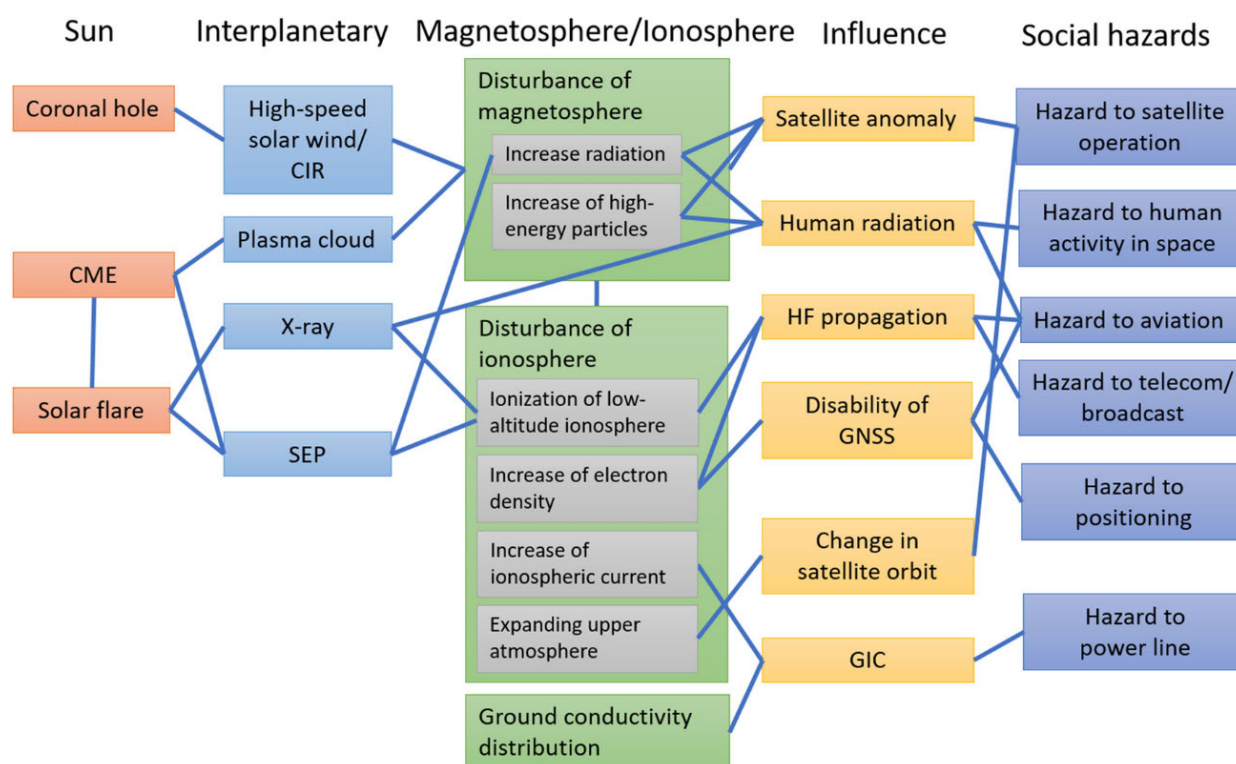 Sun
Interplanetary
Magnetosphere/Ionosphere
Influence
Social hazards
Coronal hole
CME
Solar flare
High-speed
solar wind/
CIR
Plasma cloud
X-ray
SEP
Disturbance of
magnetosphere
Increase radiation
Increase of high-
energy particles
Disturbance of
ionosphere
Ionization of low-
altitude ionosphere
Increase of electron
density
Increase of
ionospheric current
Expanding upper
atmosphere
Ground conductivity
distribution
Satellite anomaly
Human radiation
HF propagation
Disability of
GNSS
Change in
satellite orbit
GIC
Hazard to satellite
operation
Hazard to human
activity in space
Hazard to aviation
Hazard to telecom/
broadcast
Hazard to
positioning
Hazard to
power line